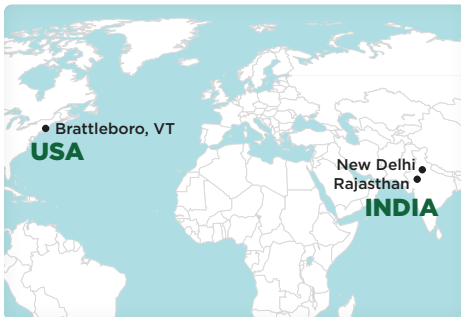 Brattleboro, VT
USA
New Delhi
Rajasthan
INDIA